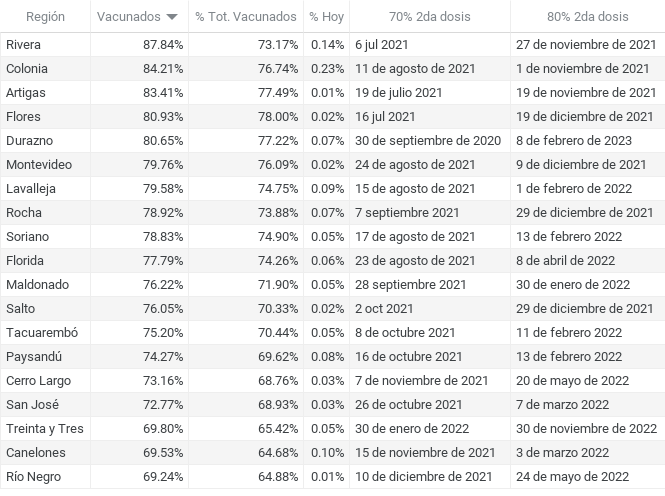 Región Vacunados % Tot. Vacunados % Hoy 70% 2da dosis 80% 2da dosis
Rivera 87.84% 73.17% 0.14% 6 jul 2021 27 de noviembre de 2021
Colonia 84.21% 76.74% 0.23% 11 de agosto de 2021 1 de noviembre de 2021
Artigas 83.41% 77.49% 0.01% 19 de julio 2021 19 de noviembre de 2021
Flores 80.93% 78.00% 0.02% 16 jul 2021 19 de diciembre de 2021
Durazno 80.65% 77.22% 0.07% 30 de septiembre de 2020 8 de febrero de 2023
Montevideo 79.76% 76.09% 0.02% 24 de agosto de 2021 9 de diciembre de 2021
Lavalleja 79.58% 74.75% 0.09% 15 de agosto de 2021 1 de febrero de 2022
Rocha 78.92% 73.88% 0.07% 7 septiembre 2021 29 de diciembre de 2021
Soriano 78.83% 74.90% 0.05% 17 de agosto de 2021 13 de febrero 2022
Florida 77.79% 74.26% 0.06% 23 de agosto de 2021 8 de abril de 2022
Maldonado 76.22% 71.90% 0.05% 28 septiembre 2021 30 de enero de 2022
Salto 76.05% 70.33% 0.02% 2 oct 2021 29 de diciembre de 2021
Tacuarembó 75.20% 70.44% 0.05% 8 de octubre 2021 11 de febrero 2022
Paysandú 74.27% 69.62% 0.08% 16 de octubre 2021 13 de febrero 2022
Cerro Largo 73.16% 68.76% 0.03% 7 de noviembre de 2021 20 de mayo de 2022
San José 72.77% 68.93% 0.03% 26 de octubre 2021 7 de marzo 2022
Treinta y Tres 69.80% 65.42% 0.05% 30 de enero de 2022 30 de noviembre de 2022
Canelones 69.53% 64.68% 0.10% 15 de noviembre de 2021 3 de marzo 2022
Río Negro 69.24% 64.88% 0.01% 10 de diciembre de 2021 24 de mayo de 2022